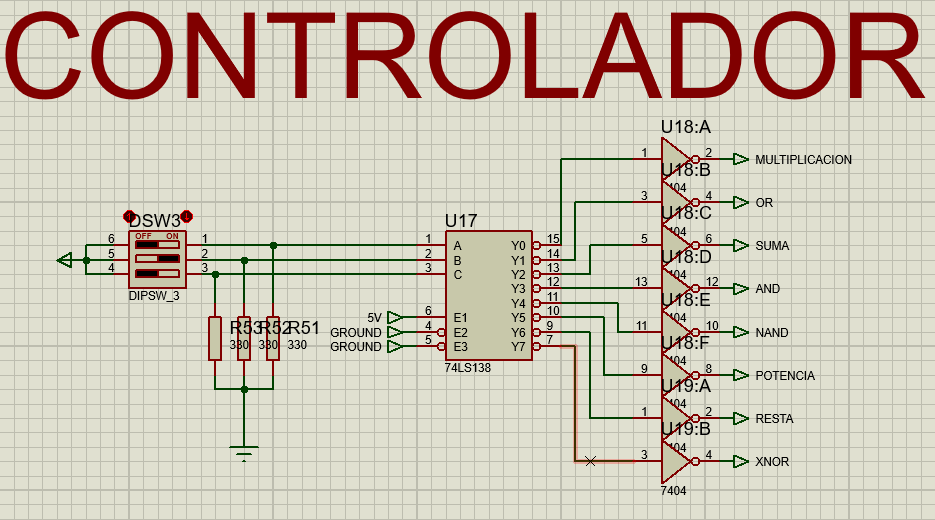 CONTROLADOR
DSW3
OFF ON
6 1
5 2
4 3
DIPSW_3
R53 R52 R51
330 330 330
U17
1 A Y0 15
2 B Y1 14
3 C Y2 13
Y3 12
Y4 11
5V 6 E1 Y5 10
GROUND 4 E2 Y6 9
GROUND 5 E3 Y7 7
74LS138
U18:A
1 2 MULTIPLICACION
U18:B
3 4 OR
U18:C
5 6 SUMA
U18:D
13 12 AND
U18:E
11 10 NAND
U18:F
9 8 POTENCIA
U19:A
1 2 RESTA
U19:B
3 4 XNOR
7404